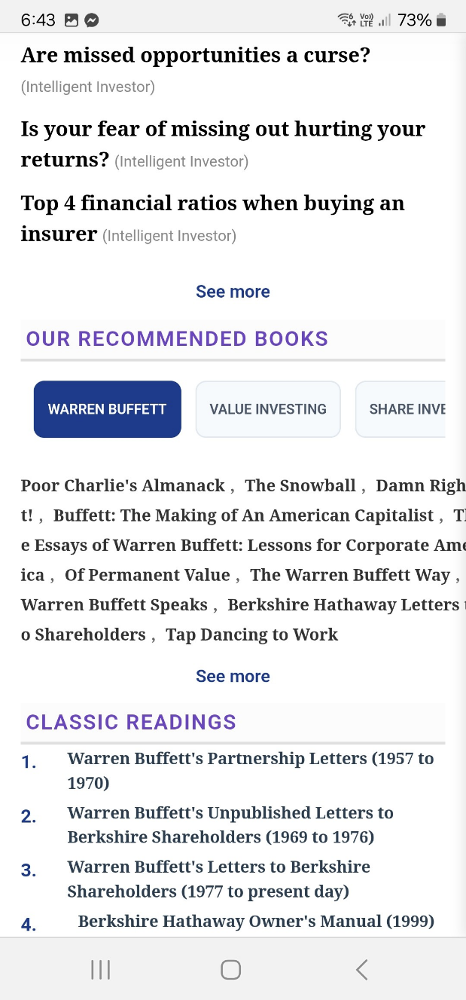 6:43 Vo)) LTE 73%
Are missed opportunities a curse?
(Intelligent Investor)
Is your fear of missing out hurting your
returns? (Intelligent Investor)
Top 4 financial ratios when buying an
insurer (Intelligent Investor)
See more
OUR RECOMMENDED BOOKS
WARREN BUFFETT VALUE INVESTING SHARE INVE
Poor Charlie's Almanack , The Snowball , Damn Righ
t! , Buffett: The Making of An American Capitalist , T
e Essays of Warren Buffett: Lessons for Corporate Ame
ica , Of Permanent Value , The Warren Buffett Way ,
Warren Buffett Speaks , Berkshire Hathaway Letters t
o Shareholders , Tap Dancing to Work
See more
CLASSIC READINGS
1. Warren Buffett's Partnership Letters (1957 to
1970)
2. Warren Buffett's Unpublished Letters to
Berkshire Shareholders (1969 to 1976)
3. Warren Buffett's Letters to Berkshire
Shareholders (1977 to present day)
4. Berkshire Hathaway Owner's Manual (1999)